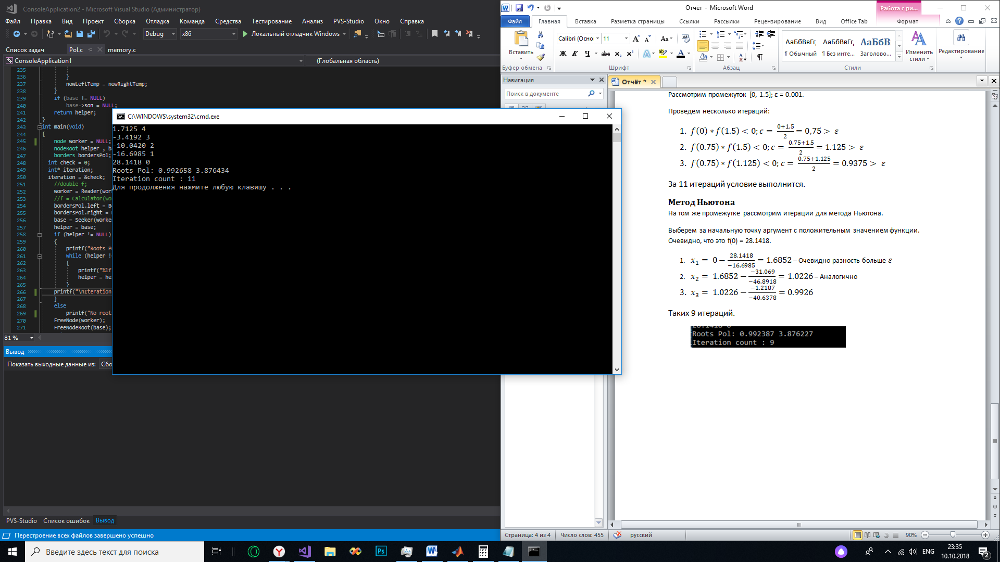 ConsoleApplication2 - Microsoft Visual Studio (Администратор)
Файл Правка Вид Проект Сборка Отладка Команда Средства Тестирование Анализ PVS-Studio Окно Справка
Debug x86 Локальный отладчик Windows
Список задач Pol.c memory.c
ConsoleApplication1 (Глобальная область)
235
236 }
237 nowLeftTemp = nowRightTemp;
238 }
239 if (base != NULL)
240 base->son = NULL;
241 return helper;
242 }
243 int main(void)
244 {
245 node worker = NULL;
246 nodeRoot helper , b
247 borders bordersPol;
248 int check = 0;
249 int* iteration;
250 iteration = &check;
251 //double f;
252 worker = Reader(wor
253 //f = Calculator(wo
254 bordersPol.left = B
255 bordersPol.right =
256 base = Seeker(worke
257 helper = base;
258 if (helper != NULL)
259 {
260 printf("Roots P
261 while (helper !
262 {
263 printf("%lf
264 helper = he
265 }
266 printf("\nIteration
267 }
268 else
269 printf("No root
270 FreeNode(worker);
271 FreeNodeRoot(base);
81 %
Вывод
Показать выходные данные из: Сбо
PVS-Studio Список ошибок Вывод
Перестроение всех файлов завершено успешно
C:\WINDOWS\system32\cmd.exe
1.7125 4
-3.4192 3
-10.0420 2
-16.6985 1
28.1418 0
Roots Pol: 0.992658 3.876434
Iteration count : 11
Для продолжения нажмите любую клавишу . . .
Отчёт - Microsoft Word
Работа с ри...
Файл Главная Вставка Разметка страницы Ссылки Рассылки Рецензирование Вид Office Tab Формат
Вставить
Calibri (Осно 11
Ж К Ч abc x₂ x²
АаБбВвГг, АаБбВвГг, АаБбВ
¶ Обычный ¶ Без инте... Заголово...
Изменить стили
Редактирование
Буфер обмена Шрифт Абзац Стили
Навигация
Поиск в документе
Отчёт *
Рассмотрим промежуток [0, 1.5]; ε = 0.001.
Проведем несколько итераций:
1. f(0) ∗ f(1.5) < 0; c = (0+1.5)/2 = 0,75 > ε
2. f(0.75) ∗ f(1.5) < 0; c = (0.75+1.5)/2 = 1.125 > ε
3. f(0.75) ∗ f(1.125) < 0; c = (0.75+1.125)/2 = 0.9375 > ε
За 11 итераций условие выполнится.
Метод Ньютона
На том же промежутке рассмотрим итерации для метода Ньютона.
Выберем за начальную точку аргумент с положительным значением функции.
Очевидно, что это f(0) = 28.1418.
1. x₁ = 0 − 28.1418/−16.6985 = 1.6852 – Очевидно разность больше ε
2. x₂ = 1.6852 − −31.069/−46.8918 = 1.0226 – Аналогично
3. x₃ = 1.0226 − −1.2187/−40.6378 = 0.9926
Таких 9 итераций.
Roots Pol: 0.992387 3.876227
Iteration count : 9
Страница: 4 из 4 Число слов: 455 русский 90%
Введите здесь текст для поиска
ENG
23:35
10.10.2018
2